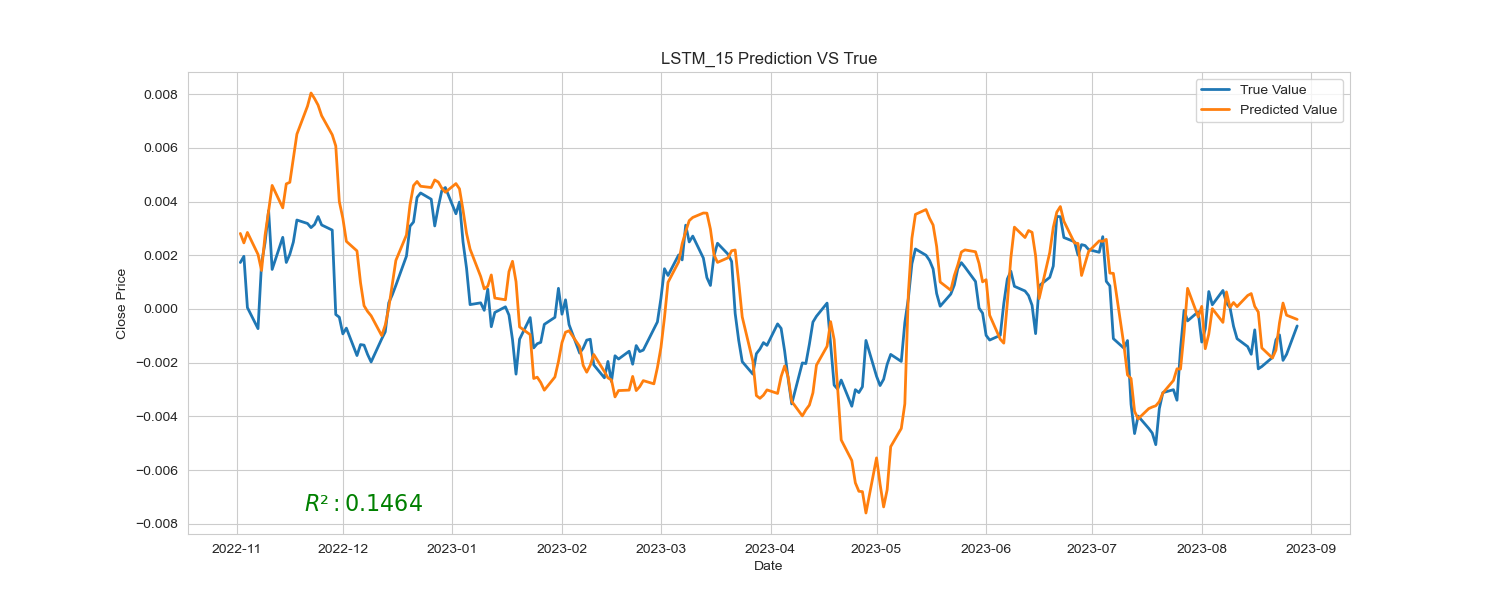 LSTM_15 Prediction VS True
True Value
Predicted Value
0.008
0.006
0.004
0.002
0.000
−0.002
−0.004
−0.006
−0.008
Close Price
R²: 0.1464
2022-11 2022-12 2023-01 2023-02 2023-03 2023-04 2023-05 2023-06 2023-07 2023-08 2023-09
Date